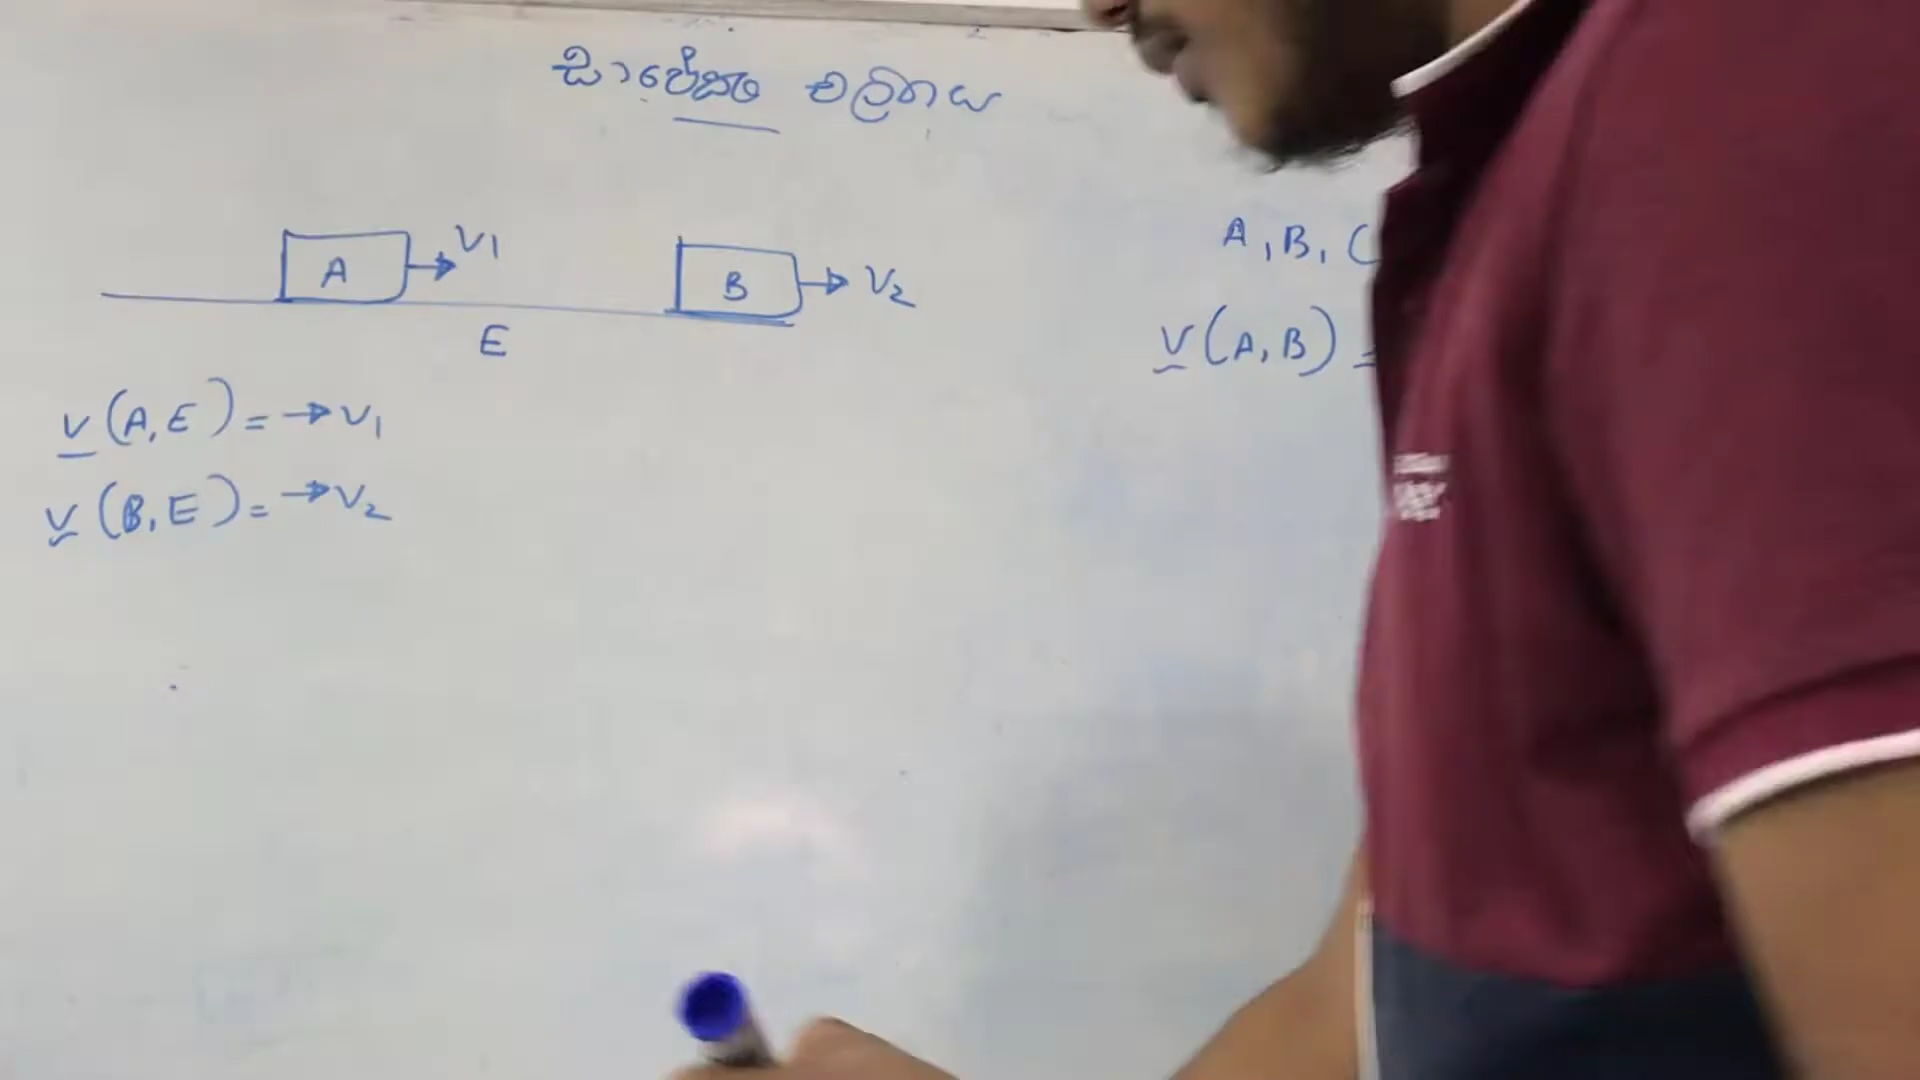 සාපේක්ෂ චලිතය
A → V1
B → V2
E
V(A,E) = → V1
V(B,E) = → V2
A, B, C
V(A,B) =